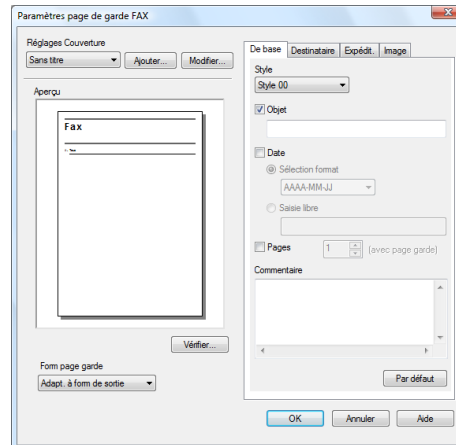 Paramètres page de garde FAX
Réglages Couverture
Sans titre
Ajouter...
Modifier...
Aperçu
Fax
Vérifier...
Form page garde
Adapt. à form de sortie
De base
Destinataire
Expédit.
Image
Style
Style 00
Objet
Date
Sélection format
AAAA-MM-JJ
Saisie libre
Pages
1
(avec page garde)
Commentaire
Par défaut
OK
Annuler
Aide